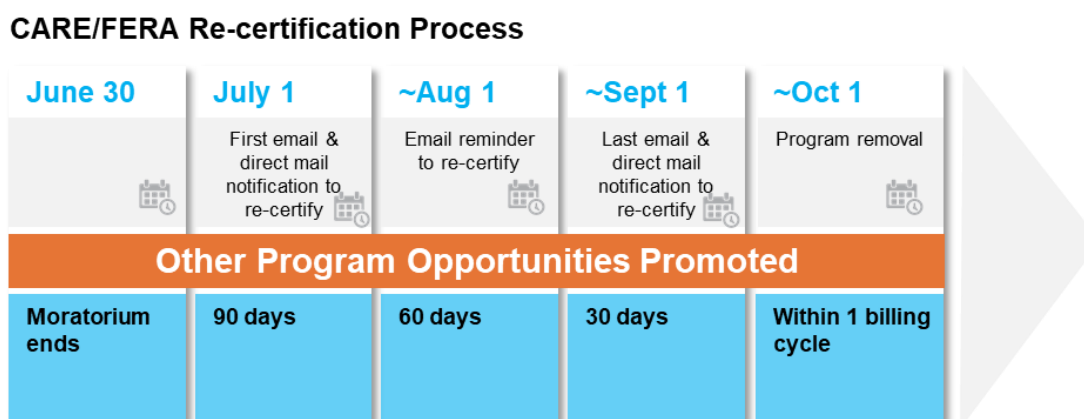 CARE/FERA Re-certification Process
June 30
July 1
~Aug 1
~Sept 1
~Oct 1
First email &
direct mail
notification to
re-certify
Email reminder
to re-certify
Last email &
direct mail
notification to
re-certify
Program removal
Other Program Opportunities Promoted
Moratorium
ends
90 days
60 days
30 days
Within 1 billing
cycle